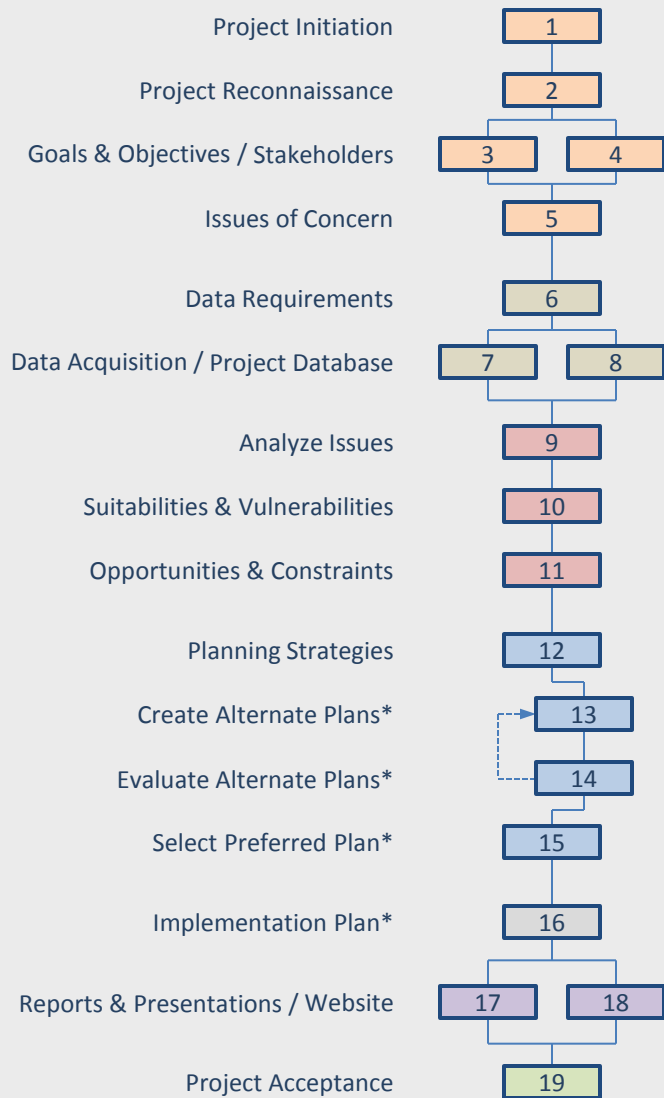 Project Initiation 1
Project Reconnaissance 2
Goals & Objectives / Stakeholders 3 4
Issues of Concern 5
Data Requirements 6
Data Acquisition / Project Database 7 8
Analyze Issues 9
Suitabilities & Vulnerabilities 10
Opportunities & Constraints 11
Planning Strategies 12
Create Alternate Plans* 13
Evaluate Alternate Plans* 14
Select Preferred Plan* 15
Implementation Plan* 16
Reports & Presentations / Website 17 18
Project Acceptance 19